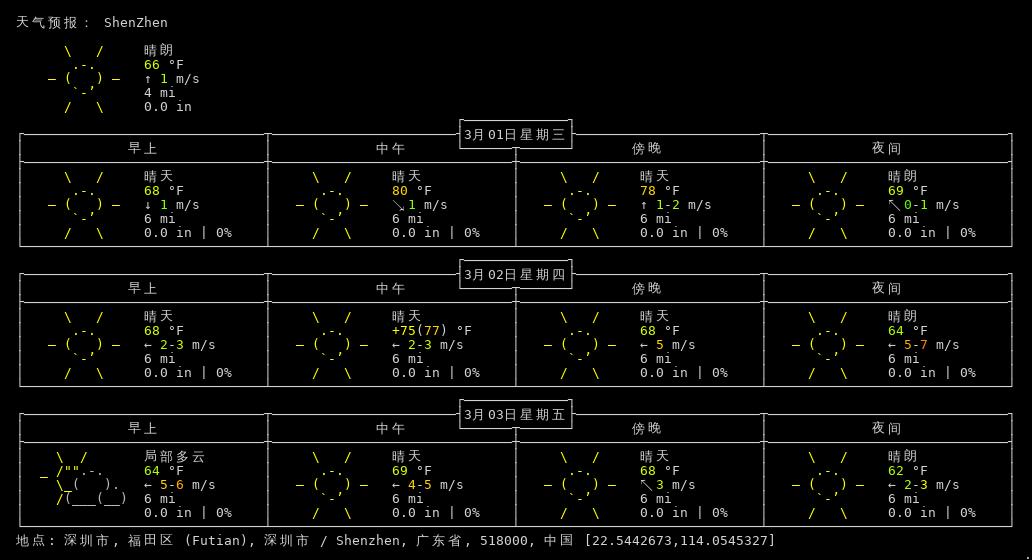 天气预报： ShenZhen
晴朗
66 °F
↑ 1 m/s
4 mi
0.0 in
3月01日星期三
早上 中午 傍晚 夜间
晴天 晴天 晴天 晴朗
68 °F 80 °F 78 °F 69 °F
↓ 1 m/s ↘ 1 m/s ↑ 1-2 m/s ↖ 0-1 m/s
6 mi 6 mi 6 mi 6 mi
0.0 in | 0% 0.0 in | 0% 0.0 in | 0% 0.0 in | 0%
3月02日星期四
早上 中午 傍晚 夜间
晴天 晴天 晴天 晴朗
68 °F +75(77) °F 68 °F 64 °F
← 2-3 m/s ← 2-3 m/s ← 5 m/s ← 5-7 m/s
6 mi 6 mi 6 mi 6 mi
0.0 in | 0% 0.0 in | 0% 0.0 in | 0% 0.0 in | 0%
3月03日星期五
早上 中午 傍晚 夜间
局部多云 晴天 晴天 晴朗
64 °F 69 °F 68 °F 62 °F
← 5-6 m/s ← 4-5 m/s ↖ 3 m/s ← 2-3 m/s
6 mi 6 mi 6 mi 6 mi
0.0 in | 0% 0.0 in | 0% 0.0 in | 0% 0.0 in | 0%
地点: 深圳市, 福田区 (Futian), 深圳市 / Shenzhen, 广东省, 518000, 中国 [22.5442673,114.0545327]